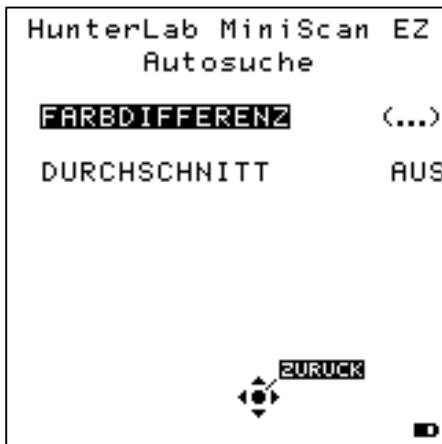 HunterLab MiniScan EZ
Autosuche
FARBDIFFERENZ (...)
DURCHSCHNITT AUS
ZURUCK